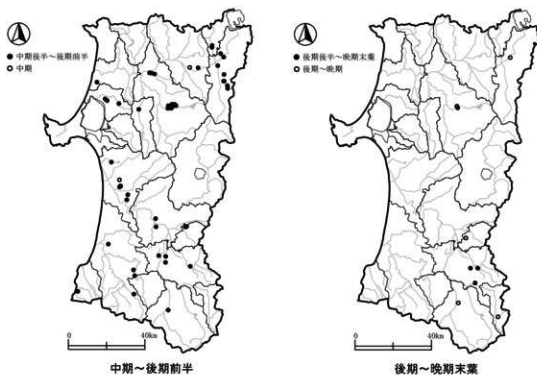 ● 中期後半～後期前半
○ 中期
0 40km
中期～後期前半
● 後期後半～晩期末葉
○ 後期～晩期
0 40km
後期～晩期末葉